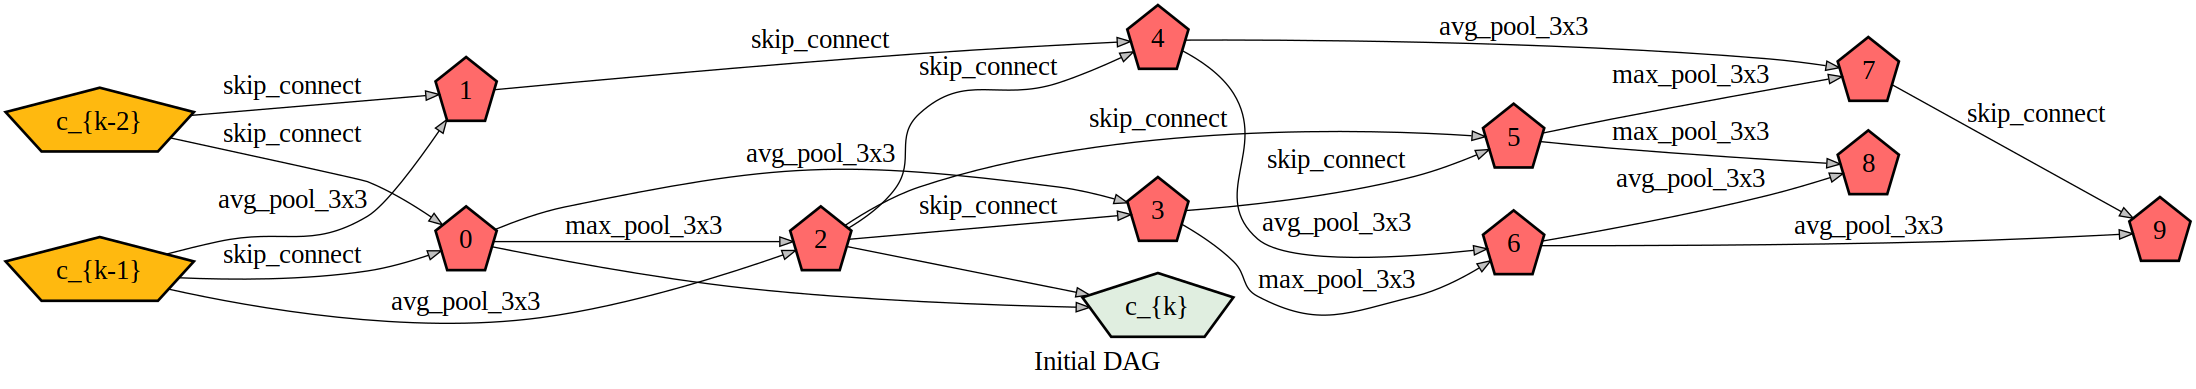 c_{k-2}
c_{k-1}
skip_connect
skip_connect
avg_pool_3x3
skip_connect
avg_pool_3x3
1
0
skip_connect
avg_pool_3x3
max_pool_3x3
2
skip_connect
skip_connect
skip_connect
4
3
c_{k}
avg_pool_3x3
skip_connect
avg_pool_3x3
max_pool_3x3
5
6
max_pool_3x3
max_pool_3x3
avg_pool_3x3
avg_pool_3x3
7
8
skip_connect
9
Initial DAG